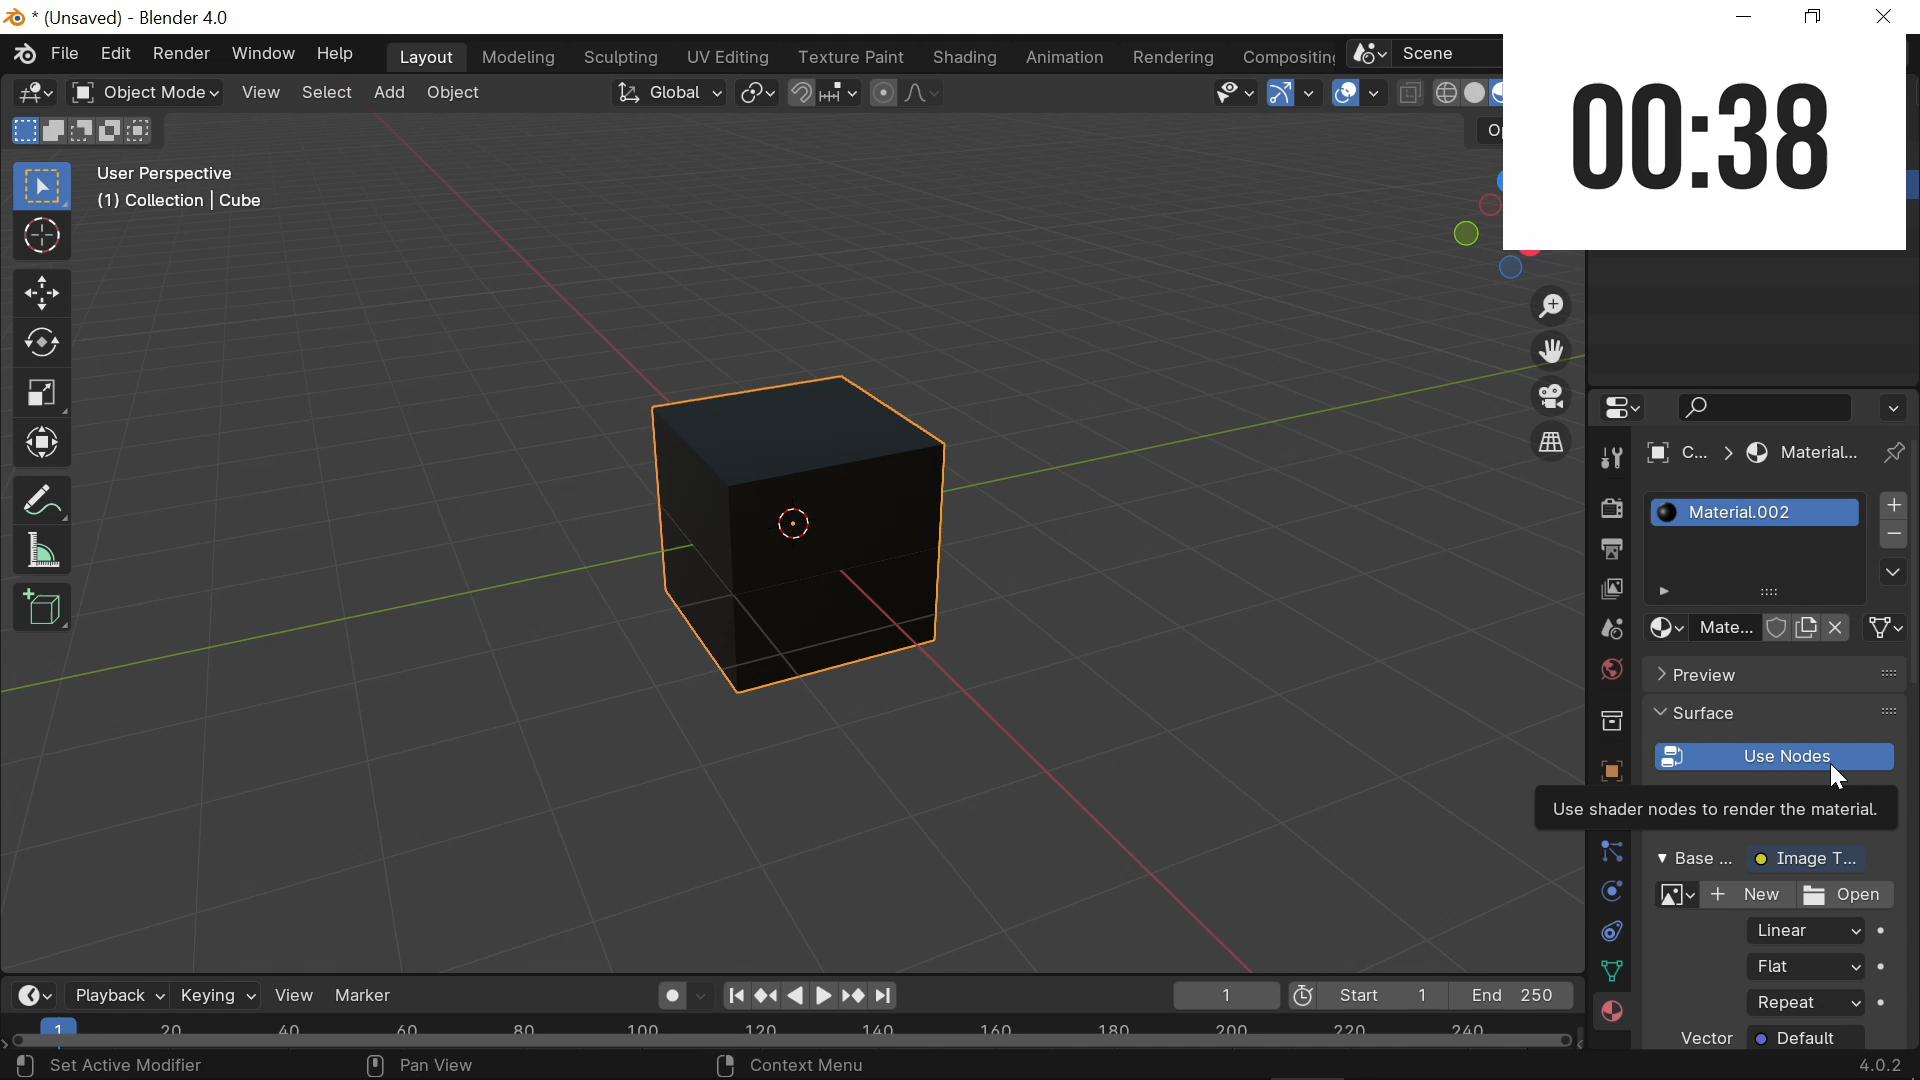 * (Unsaved) - Blender 4.0
File Edit Render Window Help Layout Modeling Sculpting UV Editing Texture Paint Shading Animation Rendering Compositing Scene
00:38
Object Mode View Select Add Object Global
User Perspective
(1) Collection | Cube
C... Material...
Material.002
Mate...
Preview
Surface
Use Nodes
Use shader nodes to render the material.
Base ... Image T...
New Open
Linear
Flat
Repeat
Vector Default
Playback Keying View Marker 1 Start 1 End 250
1 20 40 60 80 100 120 140 160 180 200 220 240
Set Active Modifier Pan View Context Menu 4.0.2